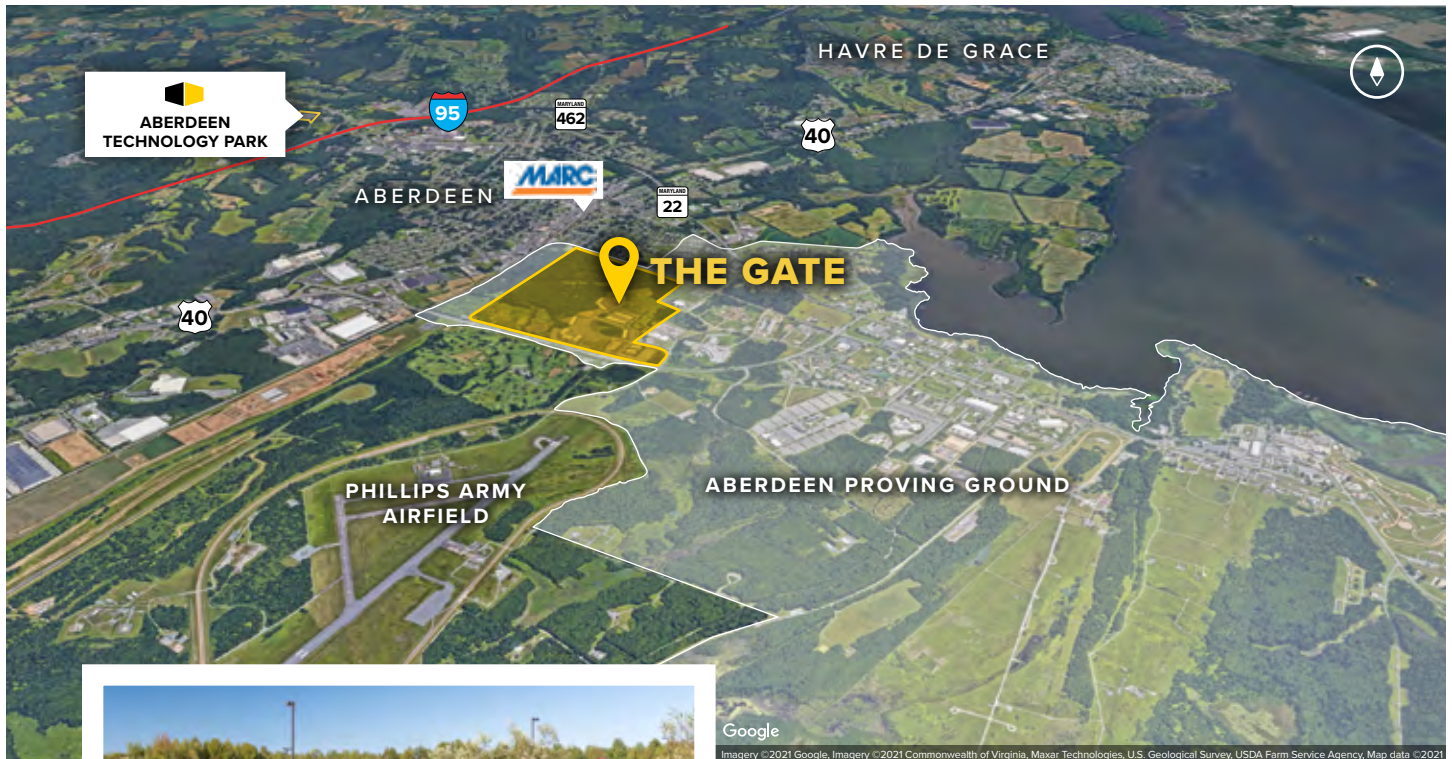 HAVRE DE GRACE
ABERDEEN
TECHNOLOGY PARK
95
MARYLAND
462
40
ABERDEEN
MARC
MARYLAND
22
THE GATE
40
PHILLIPS ARMY
AIRFIELD
ABERDEEN PROVING GROUND
Google
Imagery ©2021 Google, Imagery ©2021 Commonwealth of Virginia, Maxar Technologies, U.S. Geological Survey, USDA Farm Service Agency, Map data ©2021